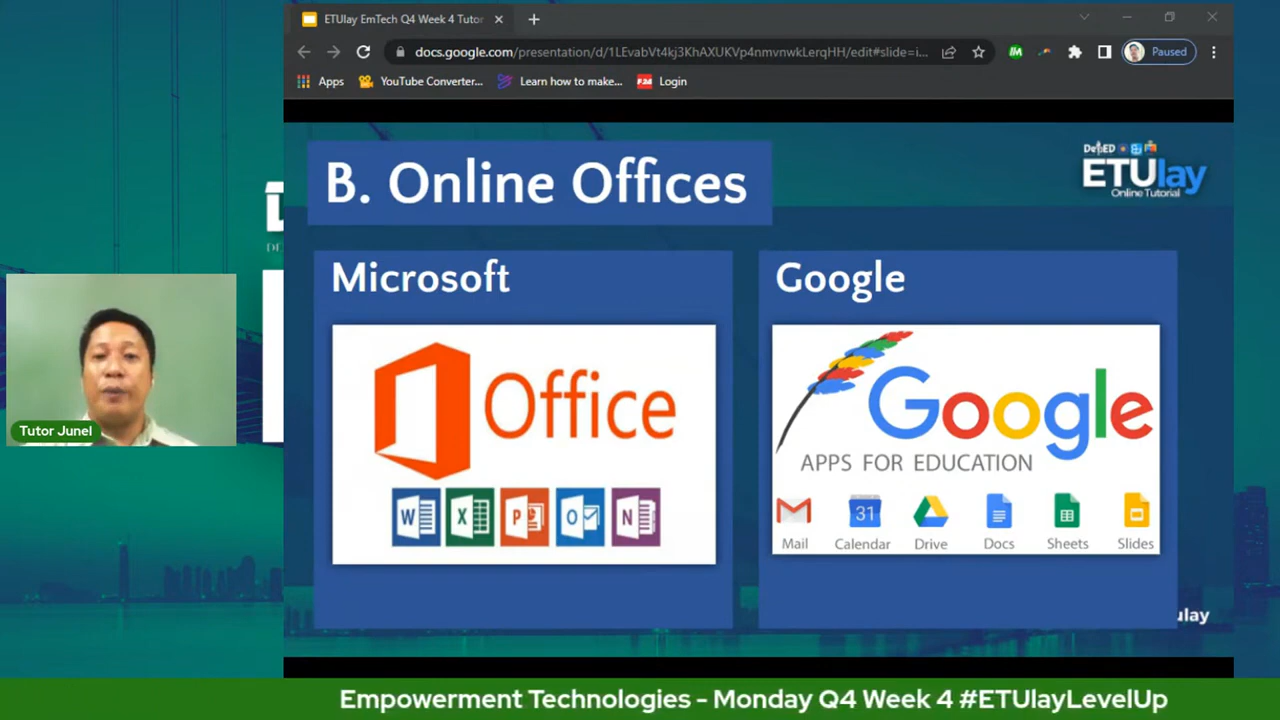 ETUlay EmTech Q4 Week 4 Tutor
docs.google.com/presentation/d/1LEvabVt4kj3KhAXUKVp4nmvnwkLerqHH/edit#slide=i...
Paused
Apps
YouTube Converter...
Learn how to make...
Login
B. Online Offices
DepED
ETUlay
Online Tutorial
Microsoft
Google
Office
W
X
P
O
N
Google
APPS FOR EDUCATION
31
Mail
Calendar
Drive
Docs
Sheets
Slides
Tutor Junel
ulay
Empowerment Technologies - Monday Q4 Week 4 #ETUlayLevelUp